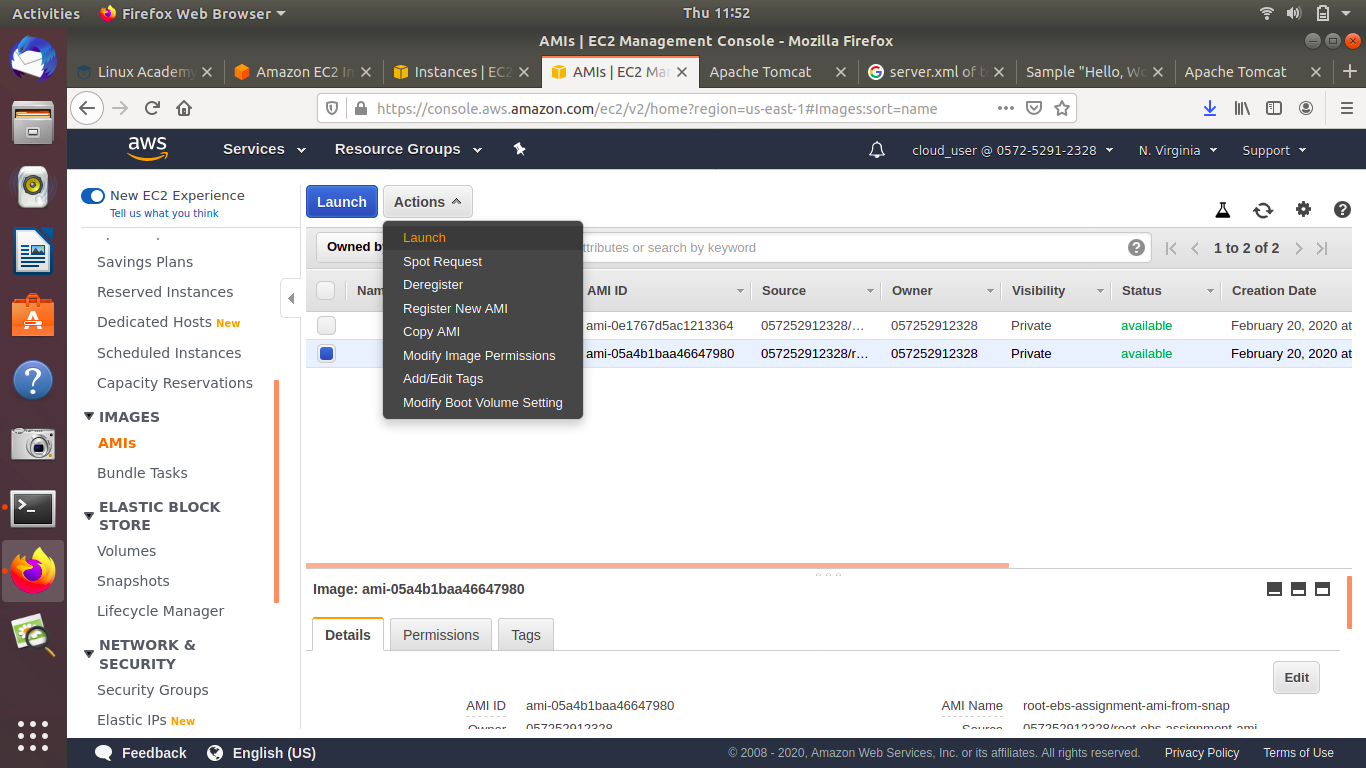 Activities Firefox Web Browser Thu 11:52
AMIs | EC2 Management Console - Mozilla Firefox
Linux Academy Amazon EC2 In Instances | EC2 AMIs | EC2 Mar Apache Tomcat server.xml of t Sample "Hello, Wo Apache Tomcat
https://console.aws.amazon.com/ec2/v2/home?region=us-east-1#Images:sort=name
aws Services Resource Groups cloud_user @ 0572-5291-2328 N. Virginia Support
New EC2 Experience
Tell us what you think
Savings Plans
Reserved Instances
Dedicated Hosts New
Scheduled Instances
Capacity Reservations
IMAGES
AMIs
Bundle Tasks
ELASTIC BLOCK
STORE
Volumes
Snapshots
Lifecycle Manager
NETWORK &
SECURITY
Security Groups
Elastic IPs New
Launch Actions
Launch
Spot Request
Deregister
Register New AMI
Copy AMI
Modify Image Permissions
Add/Edit Tags
Modify Boot Volume Setting
Owned b ttributes or search by keyword 1 to 2 of 2
Nam AMI ID Source Owner Visibility Status Creation Date
ami-0e1767d5ac1213364 057252912328/... 057252912328 Private available February 20, 2020 at
ami-05a4b1baa46647980 057252912328/r... 057252912328 Private available February 20, 2020 at
Image: ami-05a4b1baa46647980
Details Permissions Tags
Edit
AMI ID ami-05a4b1baa46647980 AMI Name root-ebs-assignment-ami-from-snap
Owner 057252912328 Source 057252912328/root-ebs-assignment-ami-
Feedback English (US) © 2008 - 2020, Amazon Web Services, Inc. or its affiliates. All rights reserved. Privacy Policy Terms of Use